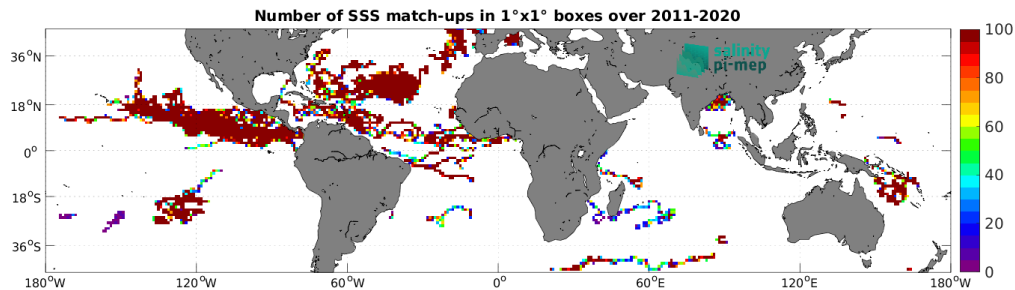 Number of SSS match-ups in 1°x1° boxes over 2011-2020
salinity
pi-mep
36°N
18°N
0°
18°S
36°S
180°W 120°W 60°W 0° 60°E 120°E 180°W
100
80
60
40
20
0